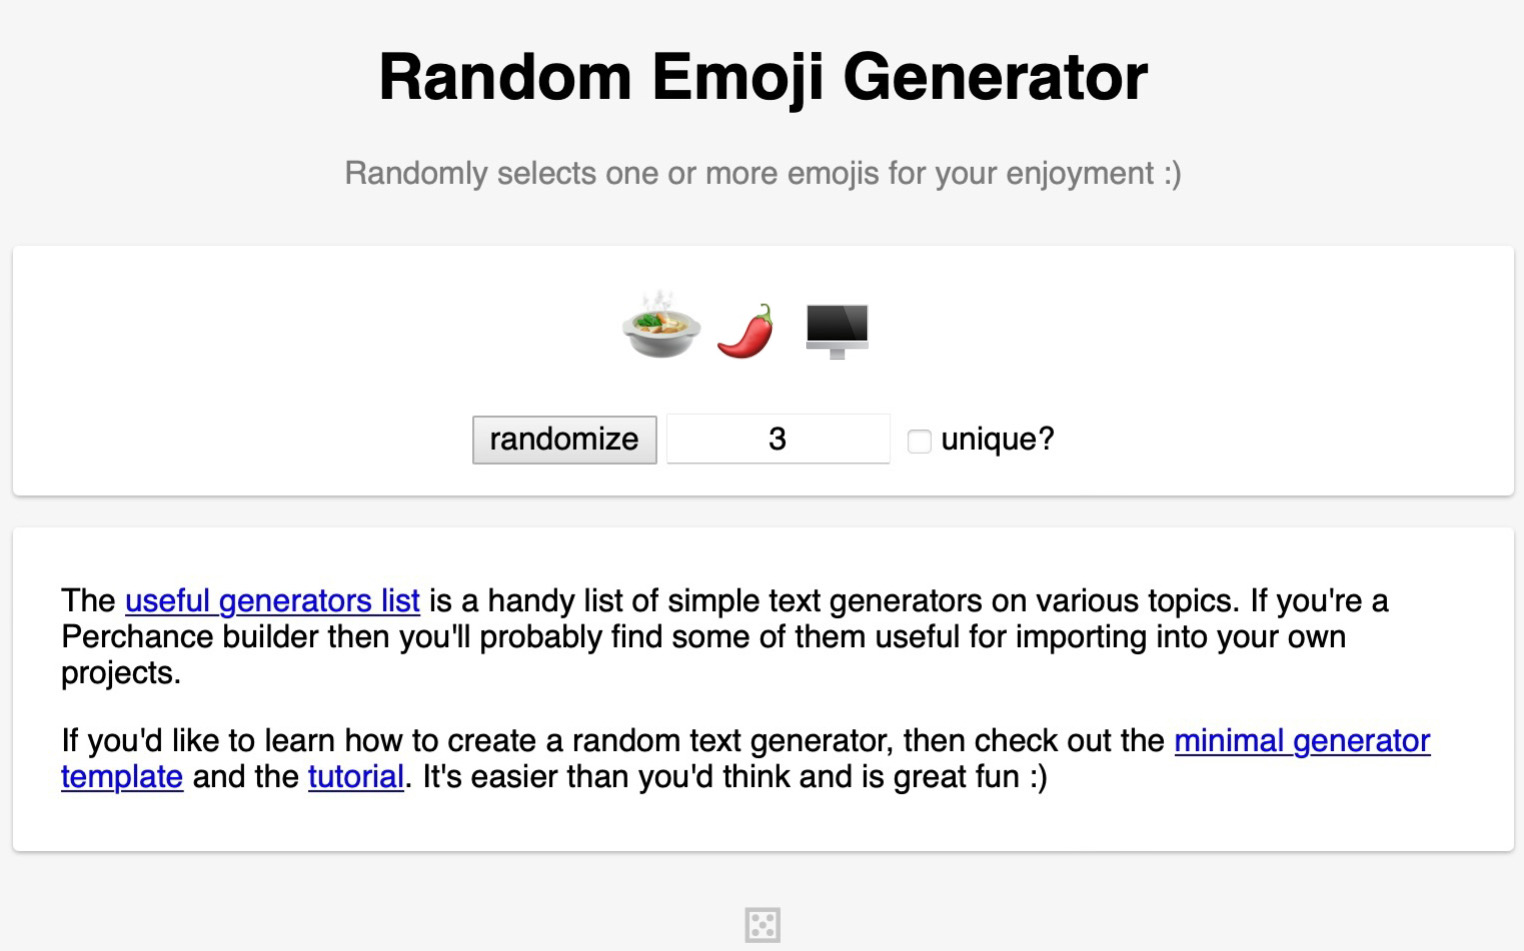 Random Emoji Generator
Randomly selects one or more emojis for your enjoyment :)
randomize 3 unique?
The useful generators list is a handy list of simple text generators on various topics. If you're a
Perchance builder then you'll probably find some of them useful for importing into your own
projects.
If you'd like to learn how to create a random text generator, then check out the minimal generator
template and the tutorial. It's easier than you'd think and is great fun :)